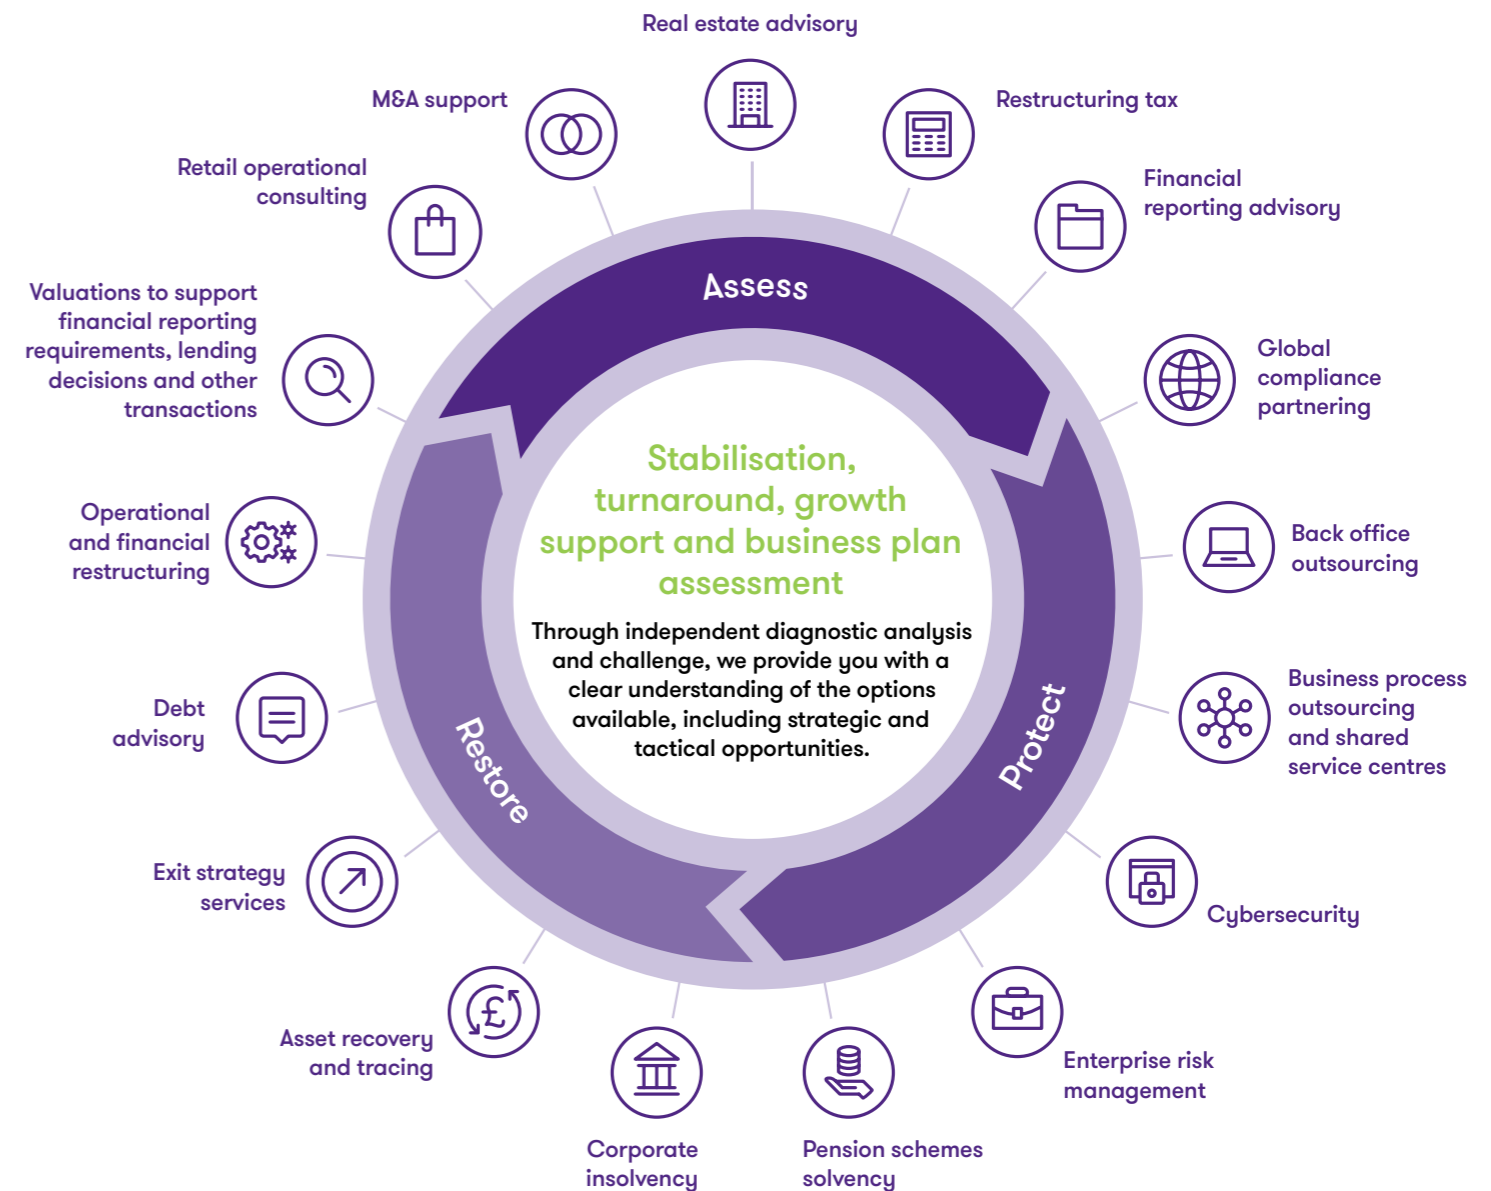 Real estate advisory
M&A support
Restructuring tax
Retail operational
consulting
Financial
reporting advisory
Valuations to support
financial reporting
requirements, lending
decisions and other
transactions
Global
compliance
partnering
Assess
Stabilisation,
turnaround, growth
support and business plan
assessment
Through independent diagnostic analysis
and challenge, we provide you with a
clear understanding of the options
available, including strategic and
tactical opportunities.
Operational
and financial
restructuring
Back office
outsourcing
Debt
advisory
Restore
Protect
Business process
outsourcing
and shared
service centres
Exit strategy
services
Cybersecurity
Asset recovery
and tracing
£
Enterprise risk
management
Corporate
insolvency
Pension schemes
solvency